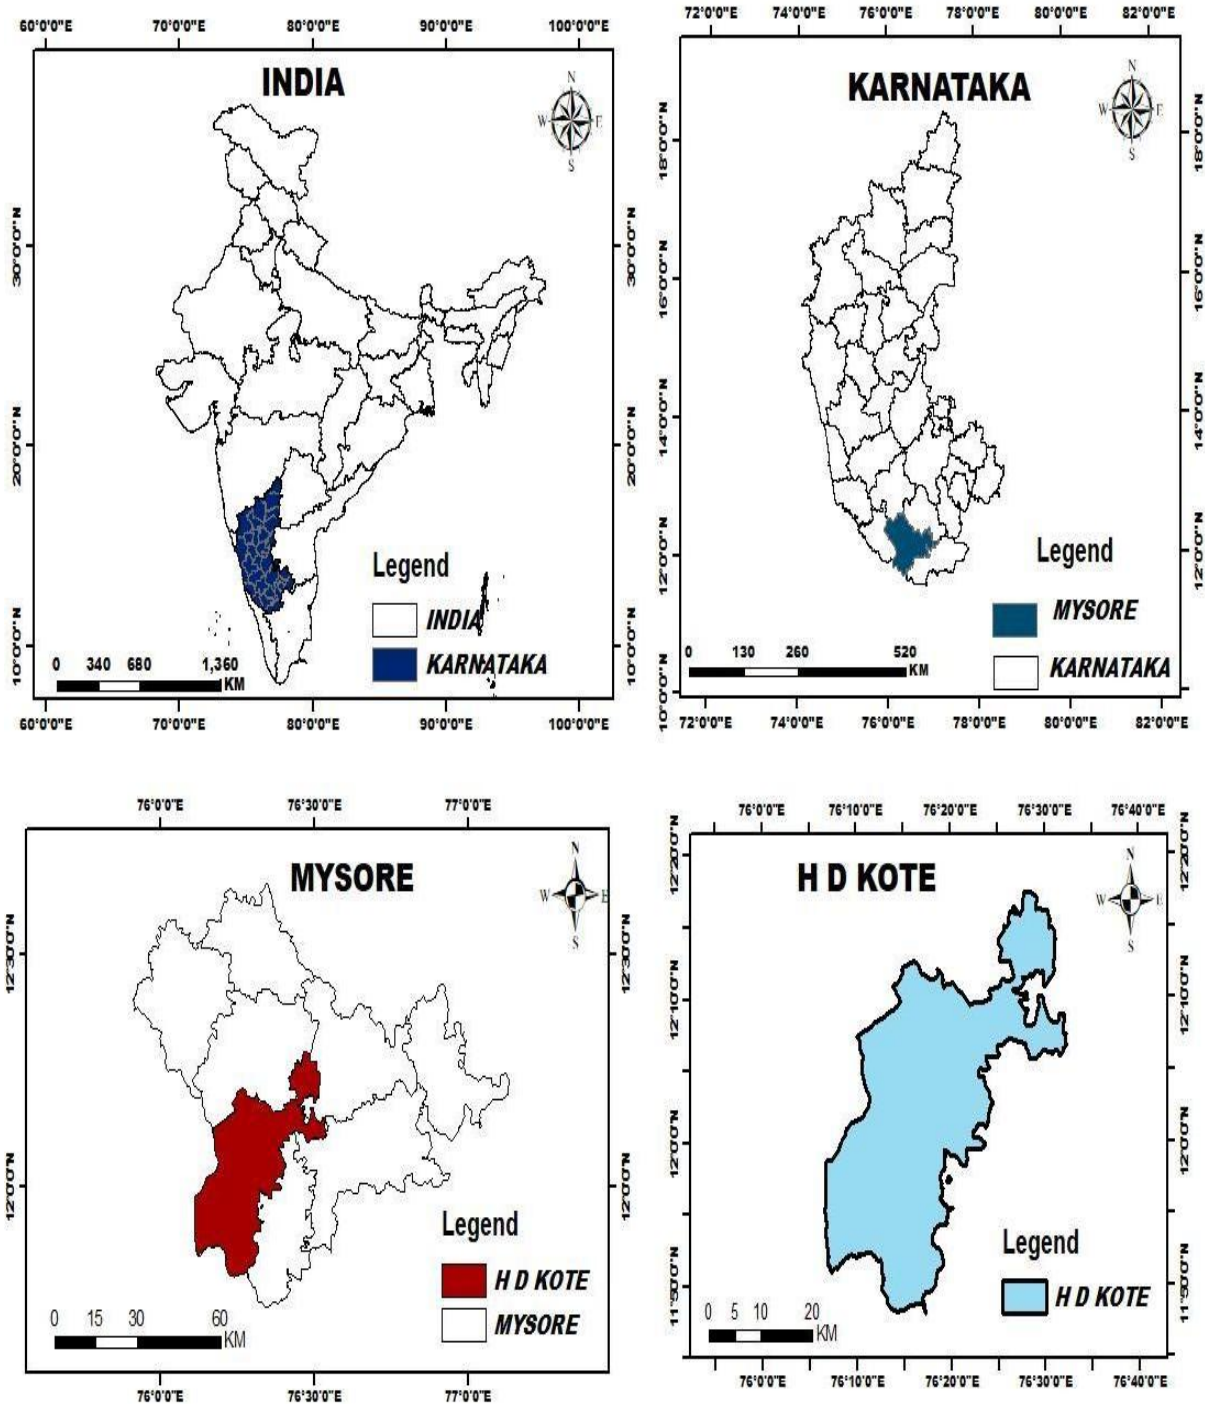 60°0'0"E 70°0'0"E 80°0'0"E 90°0'0"E 100°0'0"E
INDIA
N
W E
S
30°0'0"N 30°0'0"N
20°0'0"N 20°0'0"N
10°0'0"N 10°0'0"N
Legend
INDIA
KARNATAKA
0 340 680 1,360
KM
60°0'0"E 70°0'0"E 80°0'0"E 90°0'0"E 100°0'0"E
72°0'0"E 74°0'0"E 76°0'0"E 78°0'0"E 80°0'0"E 82°0'0"E
KARNATAKA
N
W E
S
18°0'0"N 18°0'0"N
16°0'0"N 16°0'0"N
14°0'0"N 14°0'0"N
12°0'0"N 12°0'0"N
10°0'0"N
Legend
MYSORE
KARNATAKA
0 130 260 520
KM
72°0'0"E 74°0'0"E 76°0'0"E 78°0'0"E 80°0'0"E 82°0'0"E
76°0'0"E 76°30'0"E 77°0'0"E
MYSORE
N
W E
S
12°30'0"N 12°30'0"N
12°0'0"N 12°0'0"N
Legend
H D KOTE
MYSORE
0 15 30 60
KM
76°0'0"E 76°30'0"E 77°0'0"E
76°0'0"E 76°10'0"E 76°20'0"E 76°30'0"E 76°40'0"E
H D KOTE
N
W E
S
12°20'0"N 12°20'0"N
12°10'0"N 12°10'0"N
12°0'0"N 12°0'0"N
11°50'0"N 11°50'0"N
Legend
H D KOTE
0 5 10 20
KM
76°0'0"E 76°10'0"E 76°20'0"E 76°30'0"E 76°40'0"E